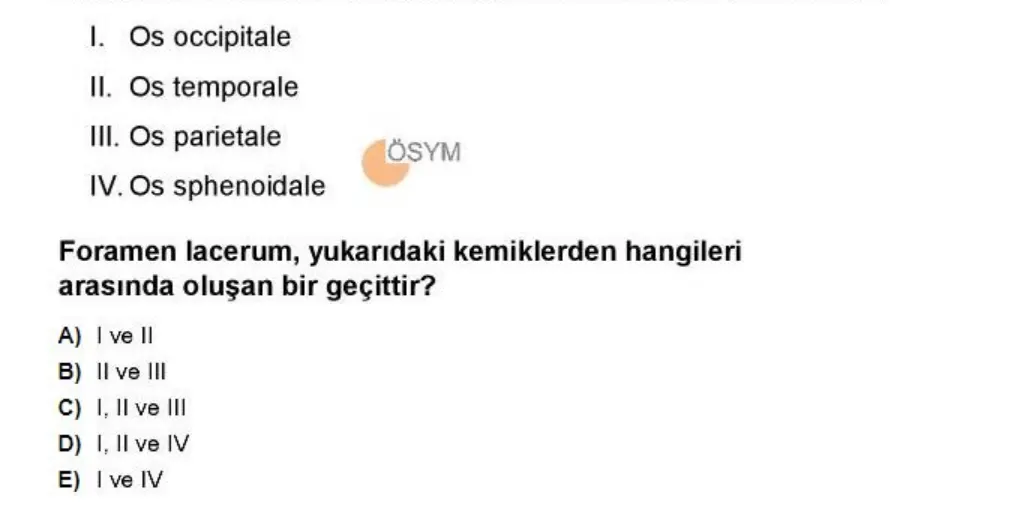 I. Os occipitale
II. Os temporale
III. Os parietale
ÖSYM
IV. Os sphenoidale
Foramen lacerum, yukarıdaki kemiklerden hangileri
arasında oluşan bir geçittir?
A) I ve II
B) II ve III
C) I, II ve III
D) I, II ve IV
E) I ve IV